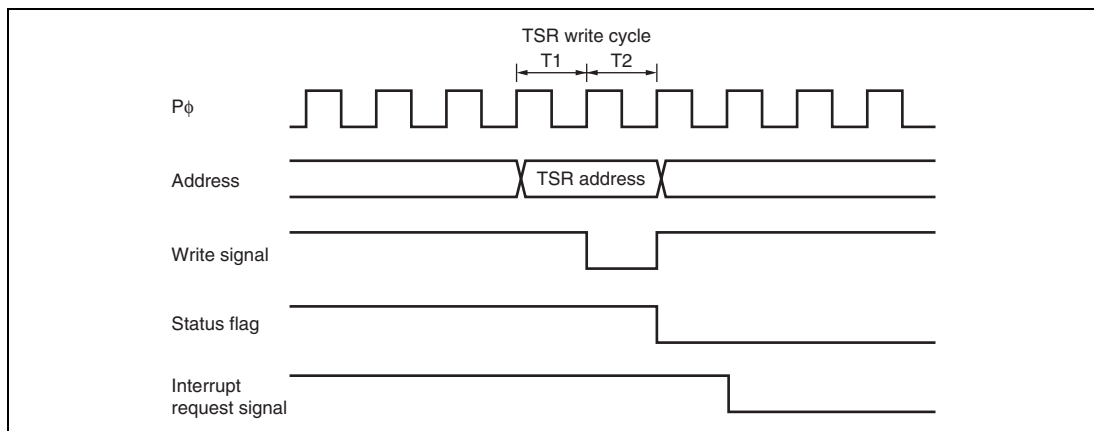 TSR write cycle
T1 T2
Pϕ
Address
TSR address
Write signal
Status flag
Interrupt
request signal